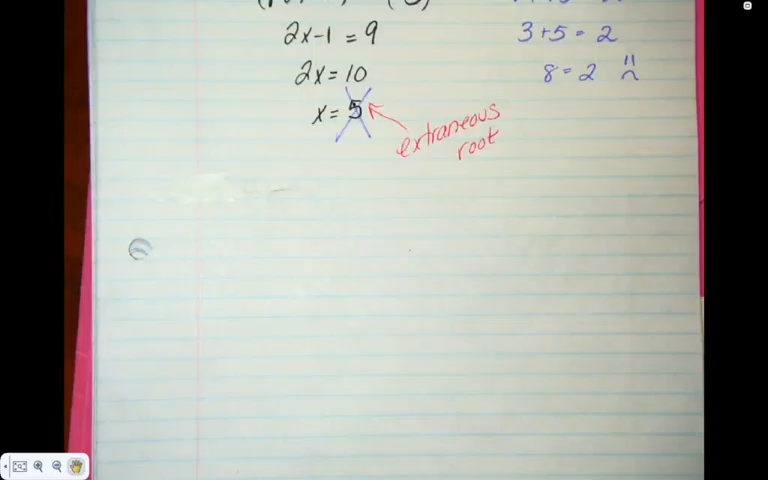 2x-1 = 9
3+5 = 2
2x = 10
8 = 2
x = 5
extraneous
root